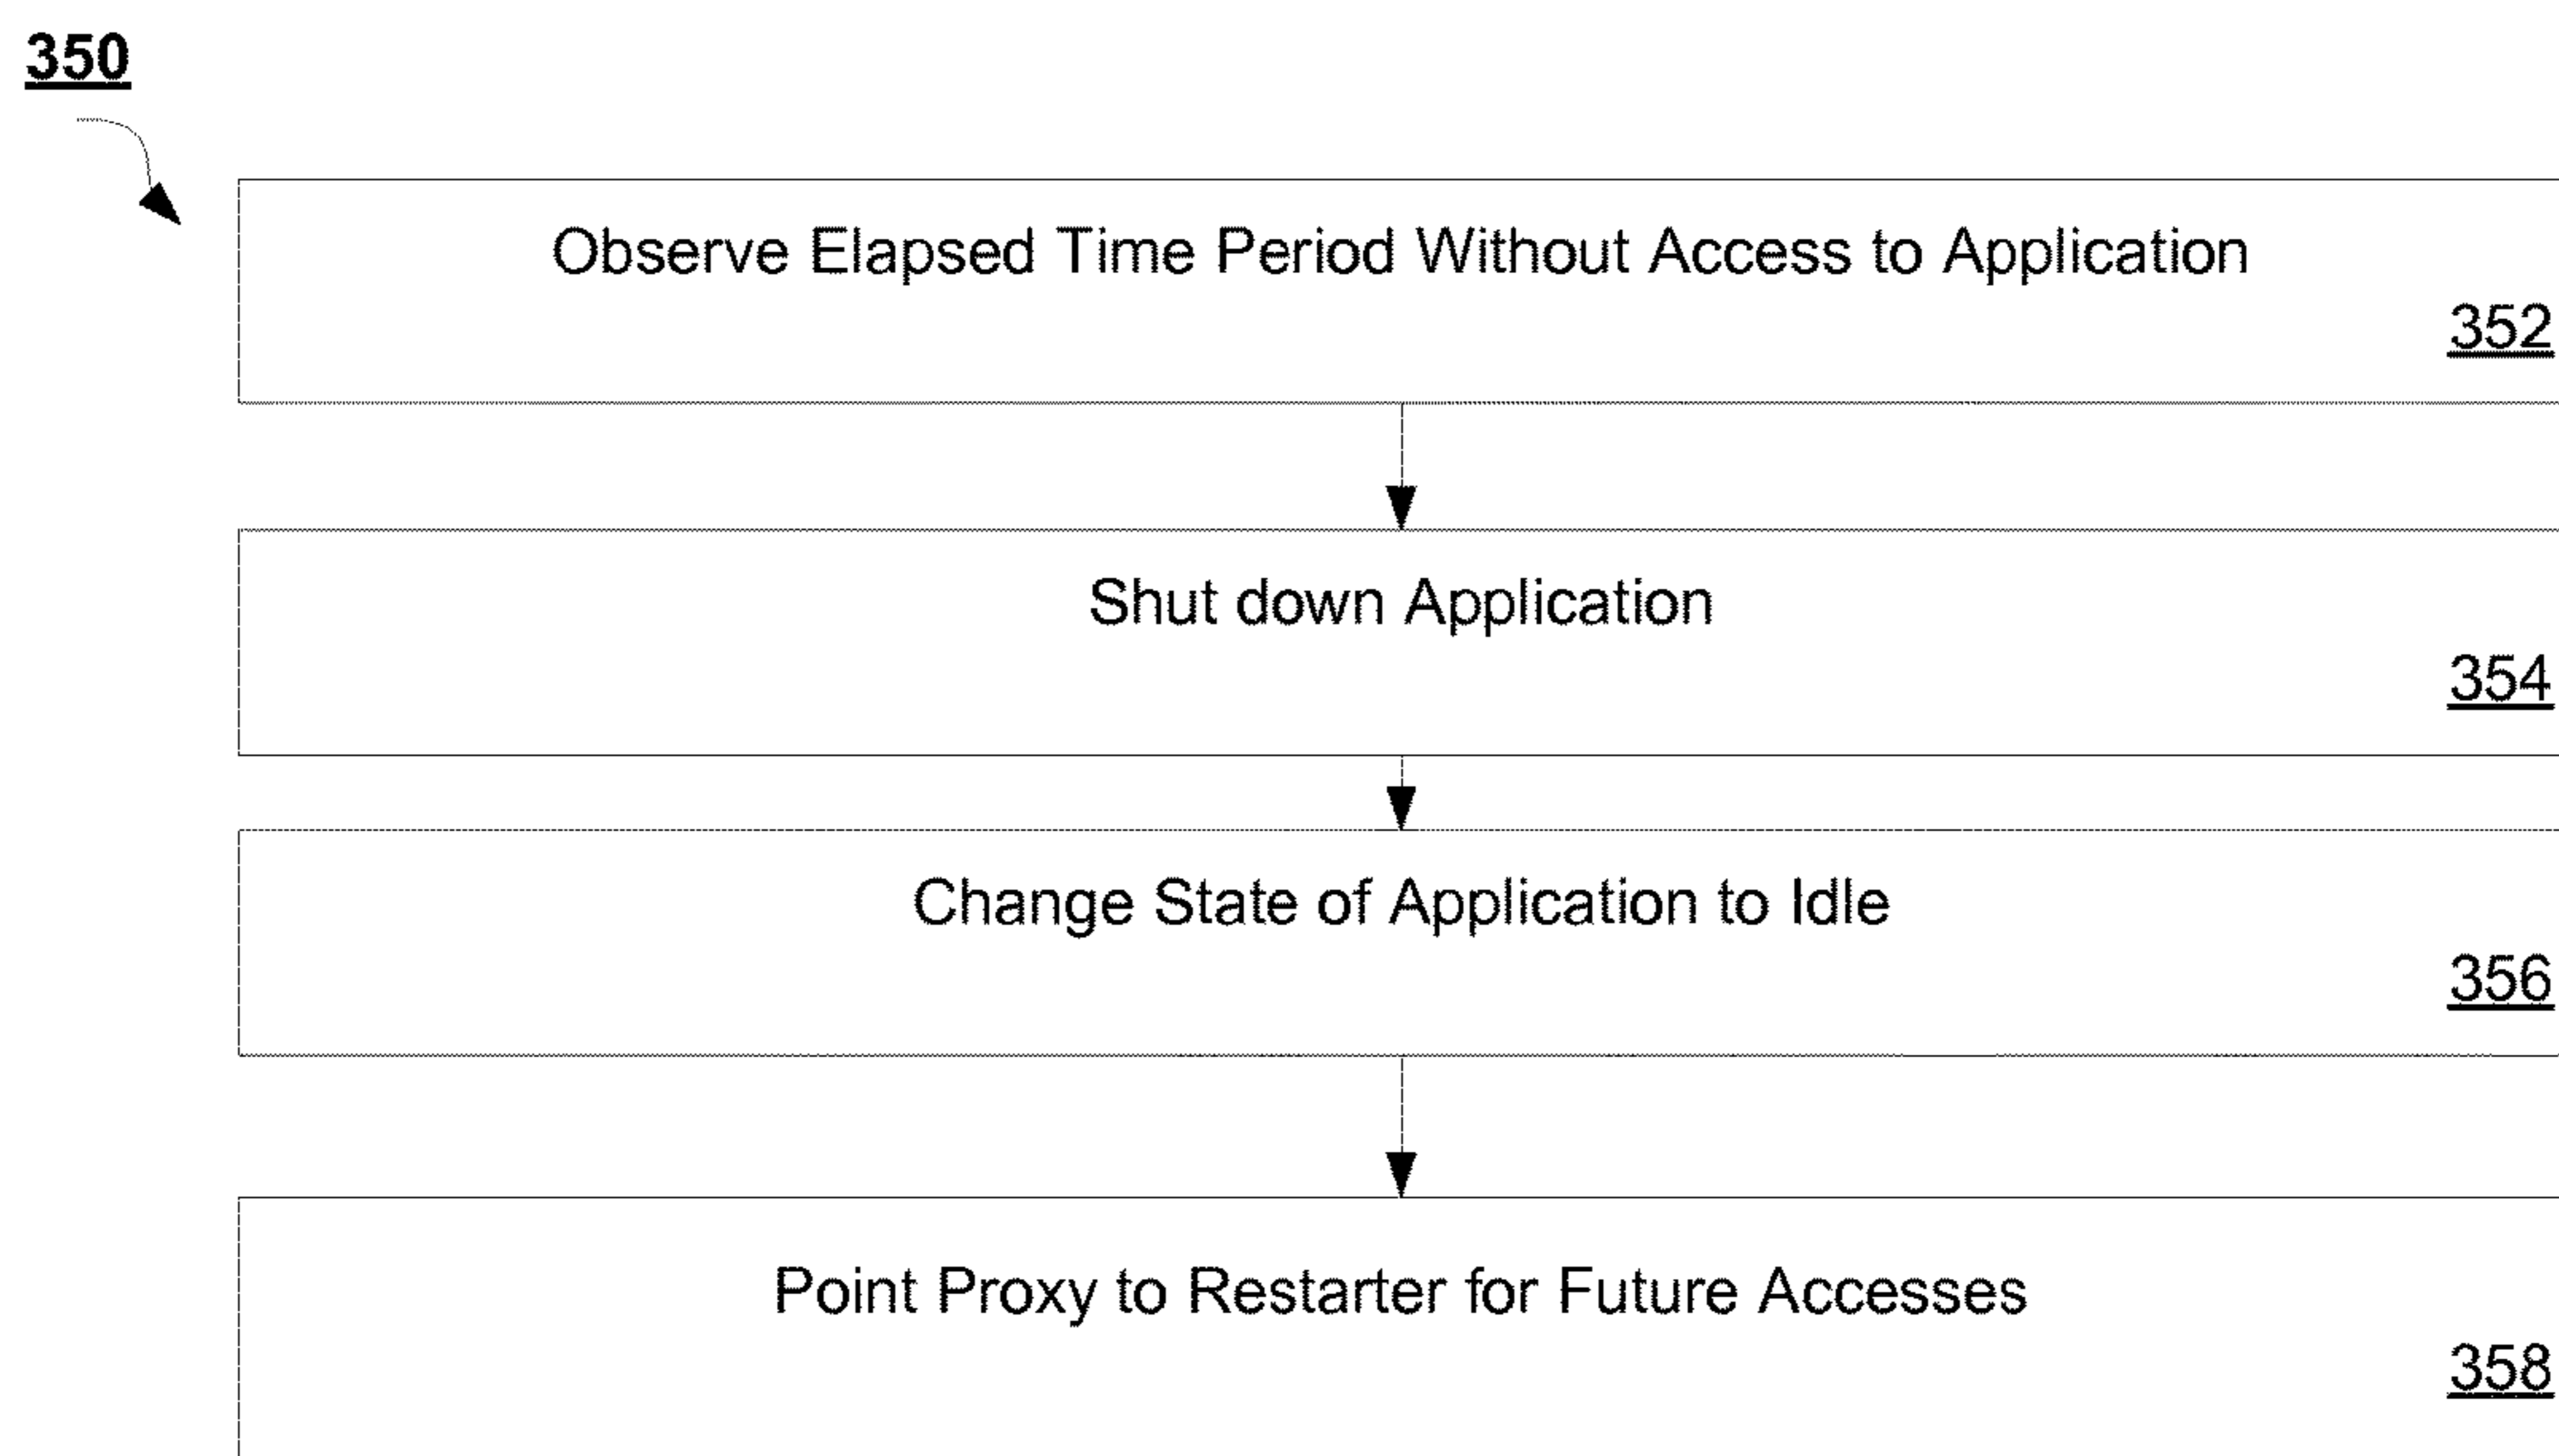 350
Observe Elapsed Time Period Without Access to Application
352
Shut down Application
354
Change State of Application to Idle
356
Point Proxy to Restarter for Future Accesses
358